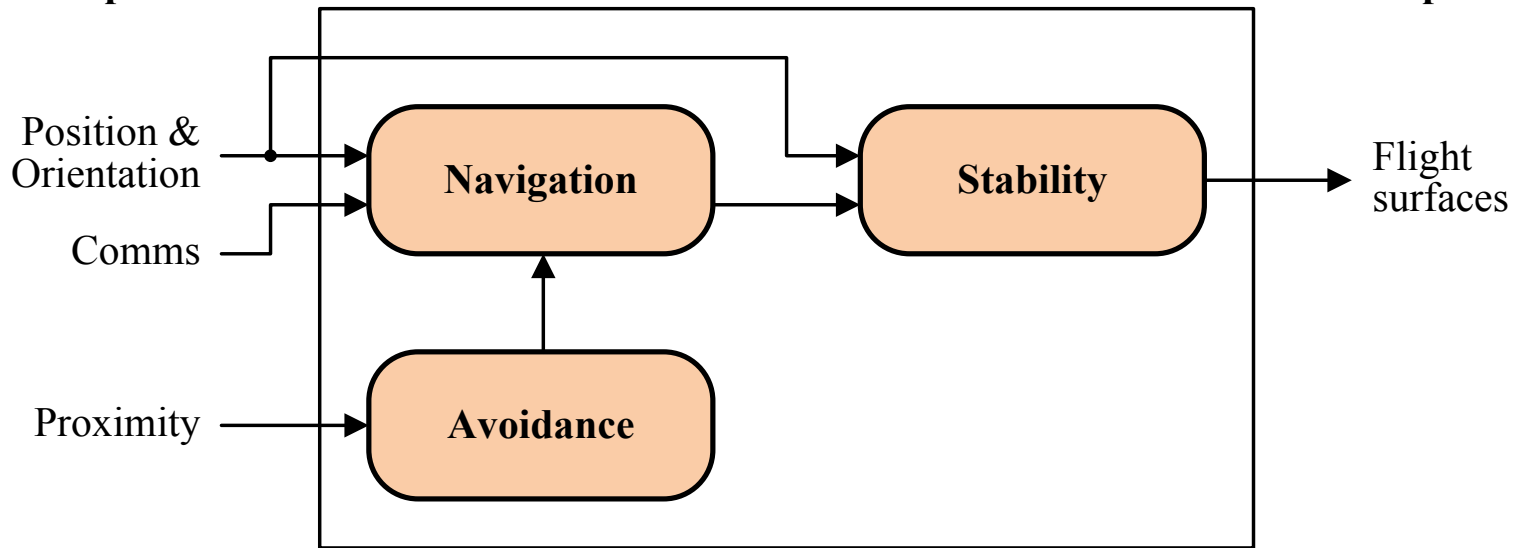 Position &
Orientation
Navigation
Stability
Flight
surfaces
Comms
Proximity
Avoidance